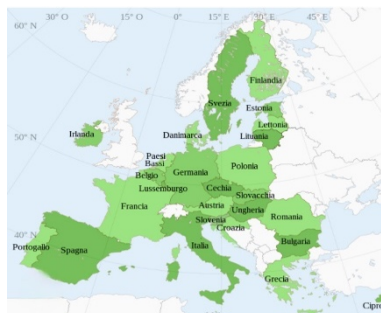 60° N
30° O
15° O
0°
15° E
30° E
45° E
Finlandia
Svezia
Estonia
Lettonia
Lituania
50° N
Irlanda
Danimarca
Paesi
Bassi
Belgio
Lussemburgo
Germania
Polonia
Cechia
Slovacchia
Francia
Austria
Ungheria
Slovenia
Croazia
Romania
40° N
Portogallo
Spagna
Italia
Bulgaria
Grecia
Cipro